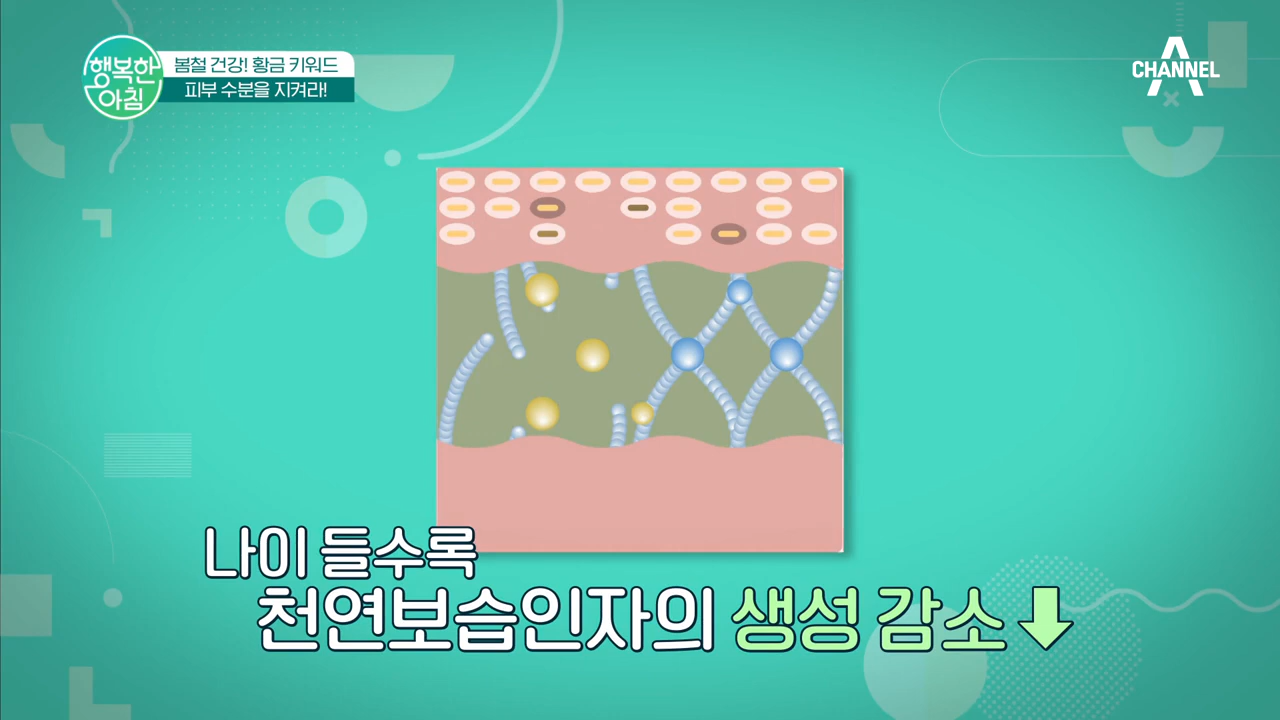 행복한
아침
봄철 건강! 황금 키워드
피부 수분을 지켜라!
CHANNEL A
나이 들수록
천연보습인자의 생성 감소